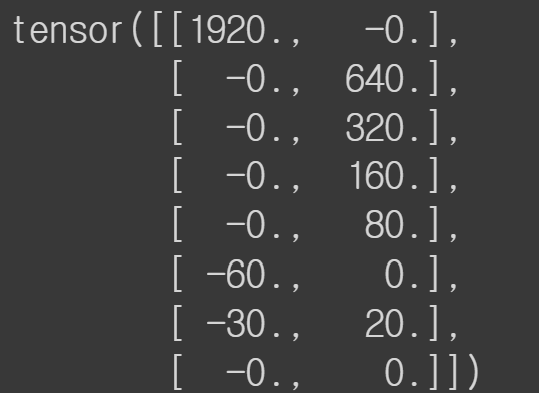 tensor([[1920.,   -0.],
        [  -0.,  640.],
        [  -0.,  320.],
        [  -0.,  160.],
        [  -0.,   80.],
        [ -60.,    0.],
        [ -30.,   20.],
        [  -0.,    0.]])